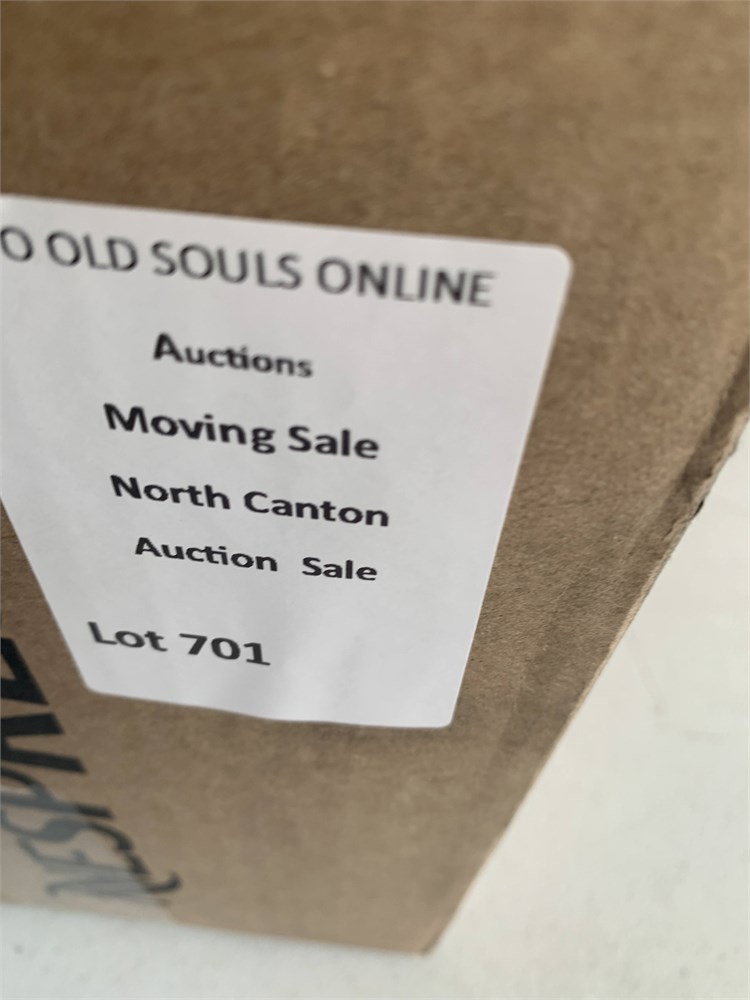 O OLD SOULS ONLINE
Auctions
Moving Sale
North Canton
Auction Sale
Lot 701